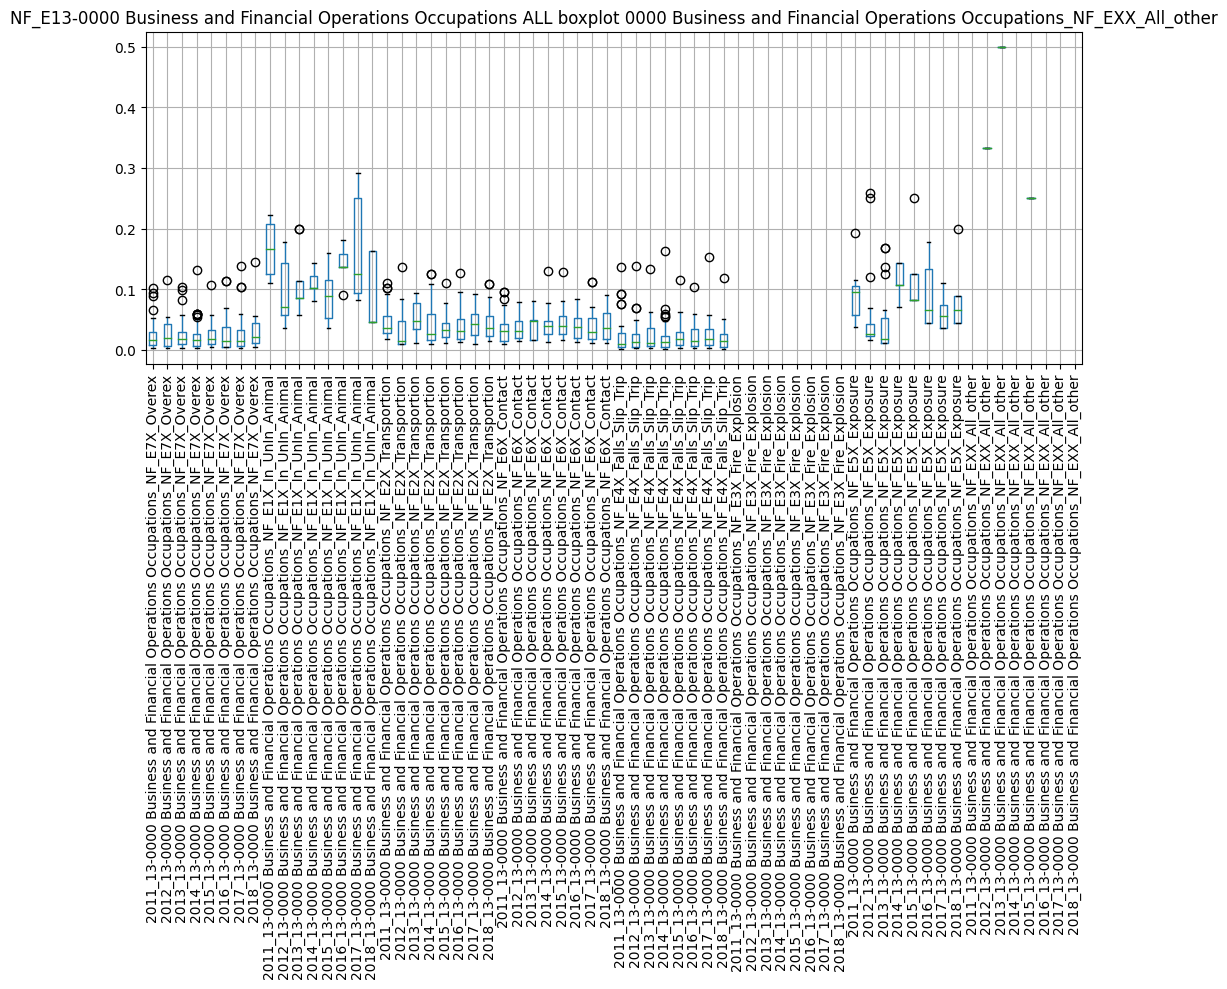 NF_E13-0000 Business and Financial Operations Occupations ALL boxplot 0000 Business and Financial Operations Occupations_NF_EXX_All_other
0.5
0.4
0.3
0.2
0.1
0.0
2011_13-0000 Business and Financial Operations Occupations_NF_E7X_Overex
2012_13-0000 Business and Financial Operations Occupations_NF_E7X_Overex
2013_13-0000 Business and Financial Operations Occupations_NF_E7X_Overex
2014_13-0000 Business and Financial Operations Occupations_NF_E7X_Overex
2015_13-0000 Business and Financial Operations Occupations_NF_E7X_Overex
2016_13-0000 Business and Financial Operations Occupations_NF_E7X_Overex
2017_13-0000 Business and Financial Operations Occupations_NF_E7X_Overex
2018_13-0000 Business and Financial Operations Occupations_NF_E7X_Overex
2011_13-0000 Business and Financial Operations Occupations_NF_E1X_In_UnIn_Animal
2012_13-0000 Business and Financial Operations Occupations_NF_E1X_In_UnIn_Animal
2013_13-0000 Business and Financial Operations Occupations_NF_E1X_In_UnIn_Animal
2014_13-0000 Business and Financial Operations Occupations_NF_E1X_In_UnIn_Animal
2015_13-0000 Business and Financial Operations Occupations_NF_E1X_In_UnIn_Animal
2016_13-0000 Business and Financial Operations Occupations_NF_E1X_In_UnIn_Animal
2017_13-0000 Business and Financial Operations Occupations_NF_E1X_In_UnIn_Animal
2018_13-0000 Business and Financial Operations Occupations_NF_E1X_In_UnIn_Animal
2011_13-0000 Business and Financial Operations Occupations_NF_E2X_Transportion
2012_13-0000 Business and Financial Operations Occupations_NF_E2X_Transportion
2013_13-0000 Business and Financial Operations Occupations_NF_E2X_Transportion
2014_13-0000 Business and Financial Operations Occupations_NF_E2X_Transportion
2015_13-0000 Business and Financial Operations Occupations_NF_E2X_Transportion
2016_13-0000 Business and Financial Operations Occupations_NF_E2X_Transportion
2017_13-0000 Business and Financial Operations Occupations_NF_E2X_Transportion
2018_13-0000 Business and Financial Operations Occupations_NF_E2X_Transportion
2011_13-0000 Business and Financial Operations Occupations_NF_E6X_Contact
2012_13-0000 Business and Financial Operations Occupations_NF_E6X_Contact
2013_13-0000 Business and Financial Operations Occupations_NF_E6X_Contact
2014_13-0000 Business and Financial Operations Occupations_NF_E6X_Contact
2015_13-0000 Business and Financial Operations Occupations_NF_E6X_Contact
2016_13-0000 Business and Financial Operations Occupations_NF_E6X_Contact
2017_13-0000 Business and Financial Operations Occupations_NF_E6X_Contact
2018_13-0000 Business and Financial Operations Occupations_NF_E6X_Contact
2011_13-0000 Business and Financial Operations Occupations_NF_E4X_Falls_Slip_Trip
2012_13-0000 Business and Financial Operations Occupations_NF_E4X_Falls_Slip_Trip
2013_13-0000 Business and Financial Operations Occupations_NF_E4X_Falls_Slip_Trip
2014_13-0000 Business and Financial Operations Occupations_NF_E4X_Falls_Slip_Trip
2015_13-0000 Business and Financial Operations Occupations_NF_E4X_Falls_Slip_Trip
2016_13-0000 Business and Financial Operations Occupations_NF_E4X_Falls_Slip_Trip
2017_13-0000 Business and Financial Operations Occupations_NF_E4X_Falls_Slip_Trip
2018_13-0000 Business and Financial Operations Occupations_NF_E4X_Falls_Slip_Trip
2011_13-0000 Business and Financial Operations Occupations_NF_E3X_Fire_Explosion
2012_13-0000 Business and Financial Operations Occupations_NF_E3X_Fire_Explosion
2013_13-0000 Business and Financial Operations Occupations_NF_E3X_Fire_Explosion
2014_13-0000 Business and Financial Operations Occupations_NF_E3X_Fire_Explosion
2015_13-0000 Business and Financial Operations Occupations_NF_E3X_Fire_Explosion
2016_13-0000 Business and Financial Operations Occupations_NF_E3X_Fire_Explosion
2017_13-0000 Business and Financial Operations Occupations_NF_E3X_Fire_Explosion
2018_13-0000 Business and Financial Operations Occupations_NF_E3X_Fire_Explosion
2011_13-0000 Business and Financial Operations Occupations_NF_E5X_Exposure
2012_13-0000 Business and Financial Operations Occupations_NF_E5X_Exposure
2013_13-0000 Business and Financial Operations Occupations_NF_E5X_Exposure
2014_13-0000 Business and Financial Operations Occupations_NF_E5X_Exposure
2015_13-0000 Business and Financial Operations Occupations_NF_E5X_Exposure
2016_13-0000 Business and Financial Operations Occupations_NF_E5X_Exposure
2017_13-0000 Business and Financial Operations Occupations_NF_E5X_Exposure
2018_13-0000 Business and Financial Operations Occupations_NF_E5X_Exposure
2011_13-0000 Business and Financial Operations Occupations_NF_EXX_All_other
2012_13-0000 Business and Financial Operations Occupations_NF_EXX_All_other
2013_13-0000 Business and Financial Operations Occupations_NF_EXX_All_other
2014_13-0000 Business and Financial Operations Occupations_NF_EXX_All_other
2015_13-0000 Business and Financial Operations Occupations_NF_EXX_All_other
2016_13-0000 Business and Financial Operations Occupations_NF_EXX_All_other
2017_13-0000 Business and Financial Operations Occupations_NF_EXX_All_other
2018_13-0000 Business and Financial Operations Occupations_NF_EXX_All_other